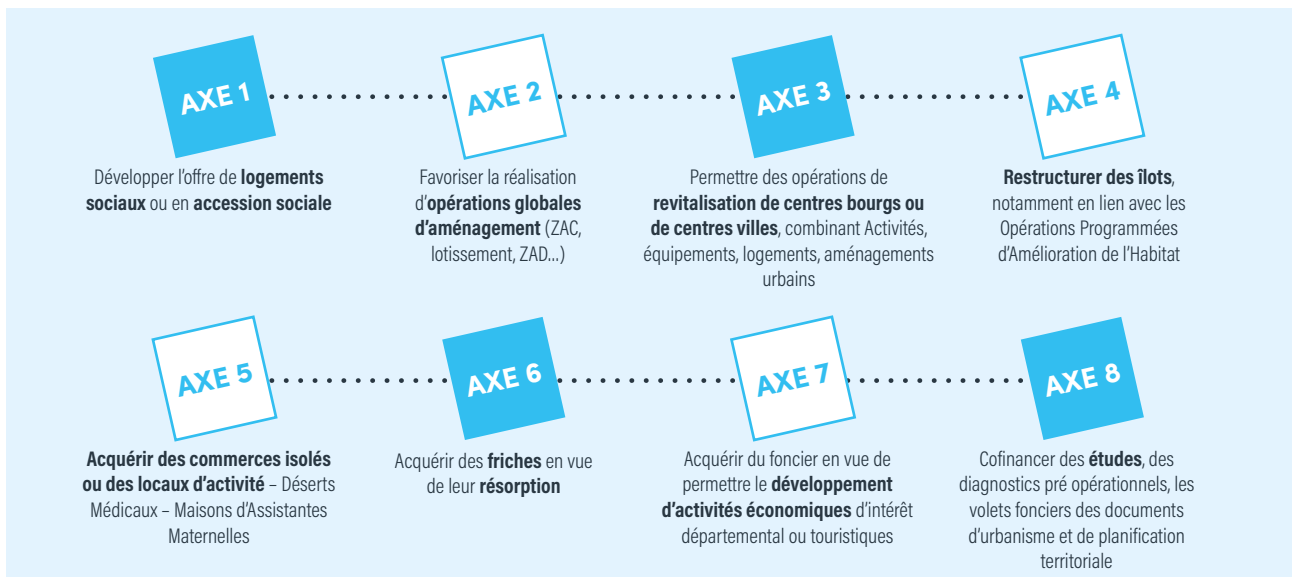 AXE 1
Développer l'offre de logements
sociaux ou en accession sociale
AXE 2
Favoriser la réalisation
d'opérations globales
d'aménagement (ZAC,
lotissement, ZAD...)
AXE 3
Permettre des opérations de
revitalisation de centres bourgs ou
de centres villes, combinant Activités,
équipements, logements, aménagements
urbains
AXE 4
Restructurer des îlots,
notamment en lien avec les
Opérations Programmées
d'Amélioration de l'Habitat
AXE 5
Acquérir des commerces isolés
ou des locaux d'activité – Déserts
Médicaux – Maisons d'Assistantes
Maternelles
AXE 6
Acquérir des friches en vue
de leur résorption
AXE 7
Acquérir du foncier en vue de
permettre le développement
d'activités économiques d'intérêt
départemental ou touristiques
AXE 8
Cofinancer des études, des
diagnostics pré opérationnels, les
volets fonciers des documents
d'urbanisme et de planification
territoriale